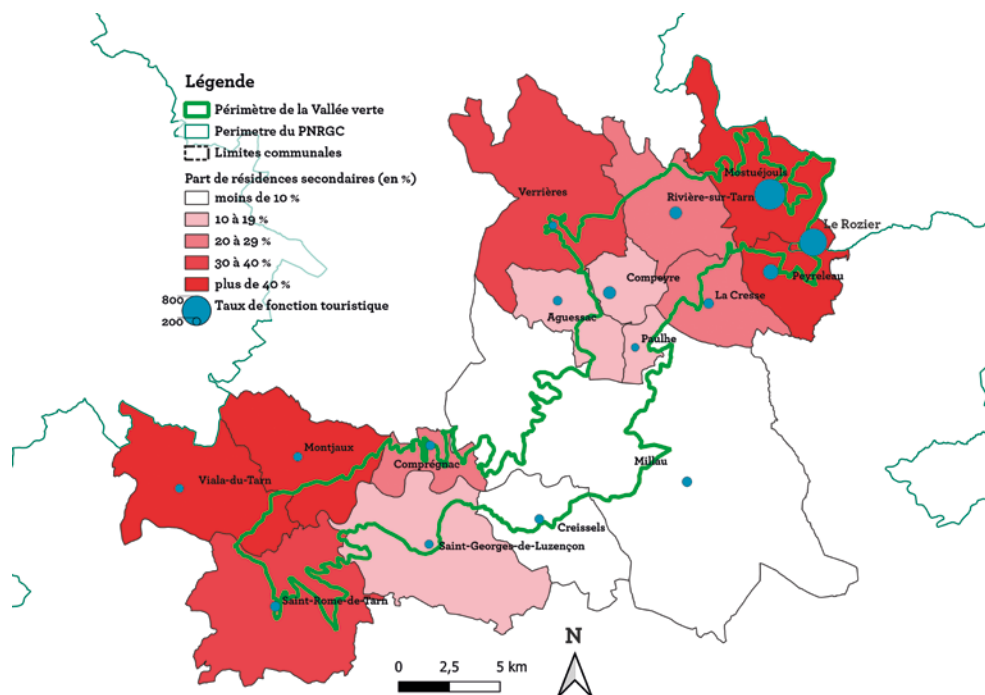 Légende
Périmètre de la Vallée verte
Perimetre du PNRGC
Limites communales
Part de résidences secondaires (en %)
moins de 10 %
10 à 19 %
20 à 29 %
30 à 40 %
plus de 40 %
800
Taux de fonction touristique
200
Mostuéjouls
Verrières
Rivière-sur-Tarn
Le Rozier
Compeyre
Peyreleau
La Cresse
Aguessac
Paulhe
Montjaux
Millau
Comprégnac
Viala-du-Tarn
Creissels
Saint-Georges-de-Luzençon
Saint-Rome-de-Tarn
N
0 2,5 5 km